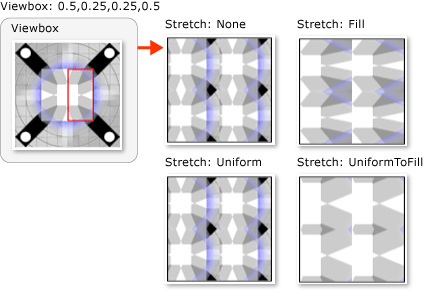 Viewbox: 0.5,0.25,0.25,0.5
Viewbox
Stretch: None
Stretch: Fill
Stretch: Uniform
Stretch: UniformToFill